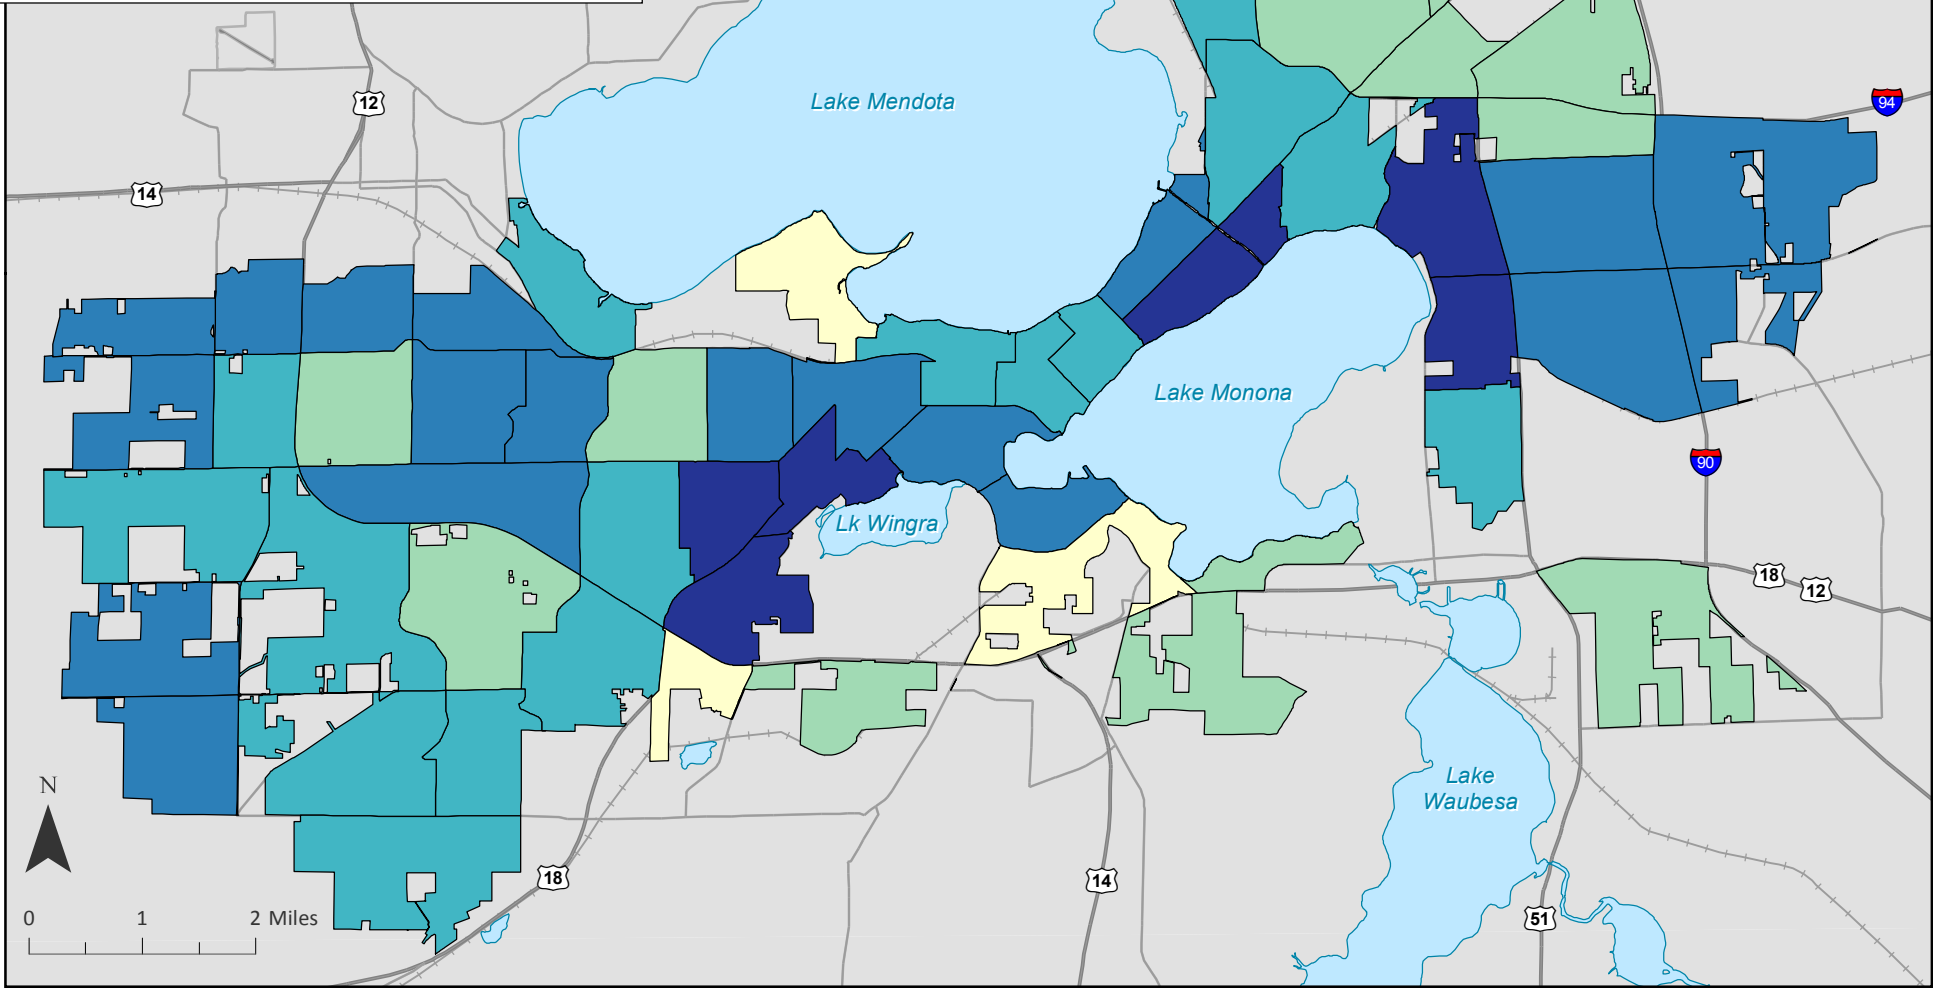 Lake Mendota
12
94
14
Lake Monona
90
Lk Wingra
18
12
Lake
Waubesa
N
18
14
0 1 2 Miles
51